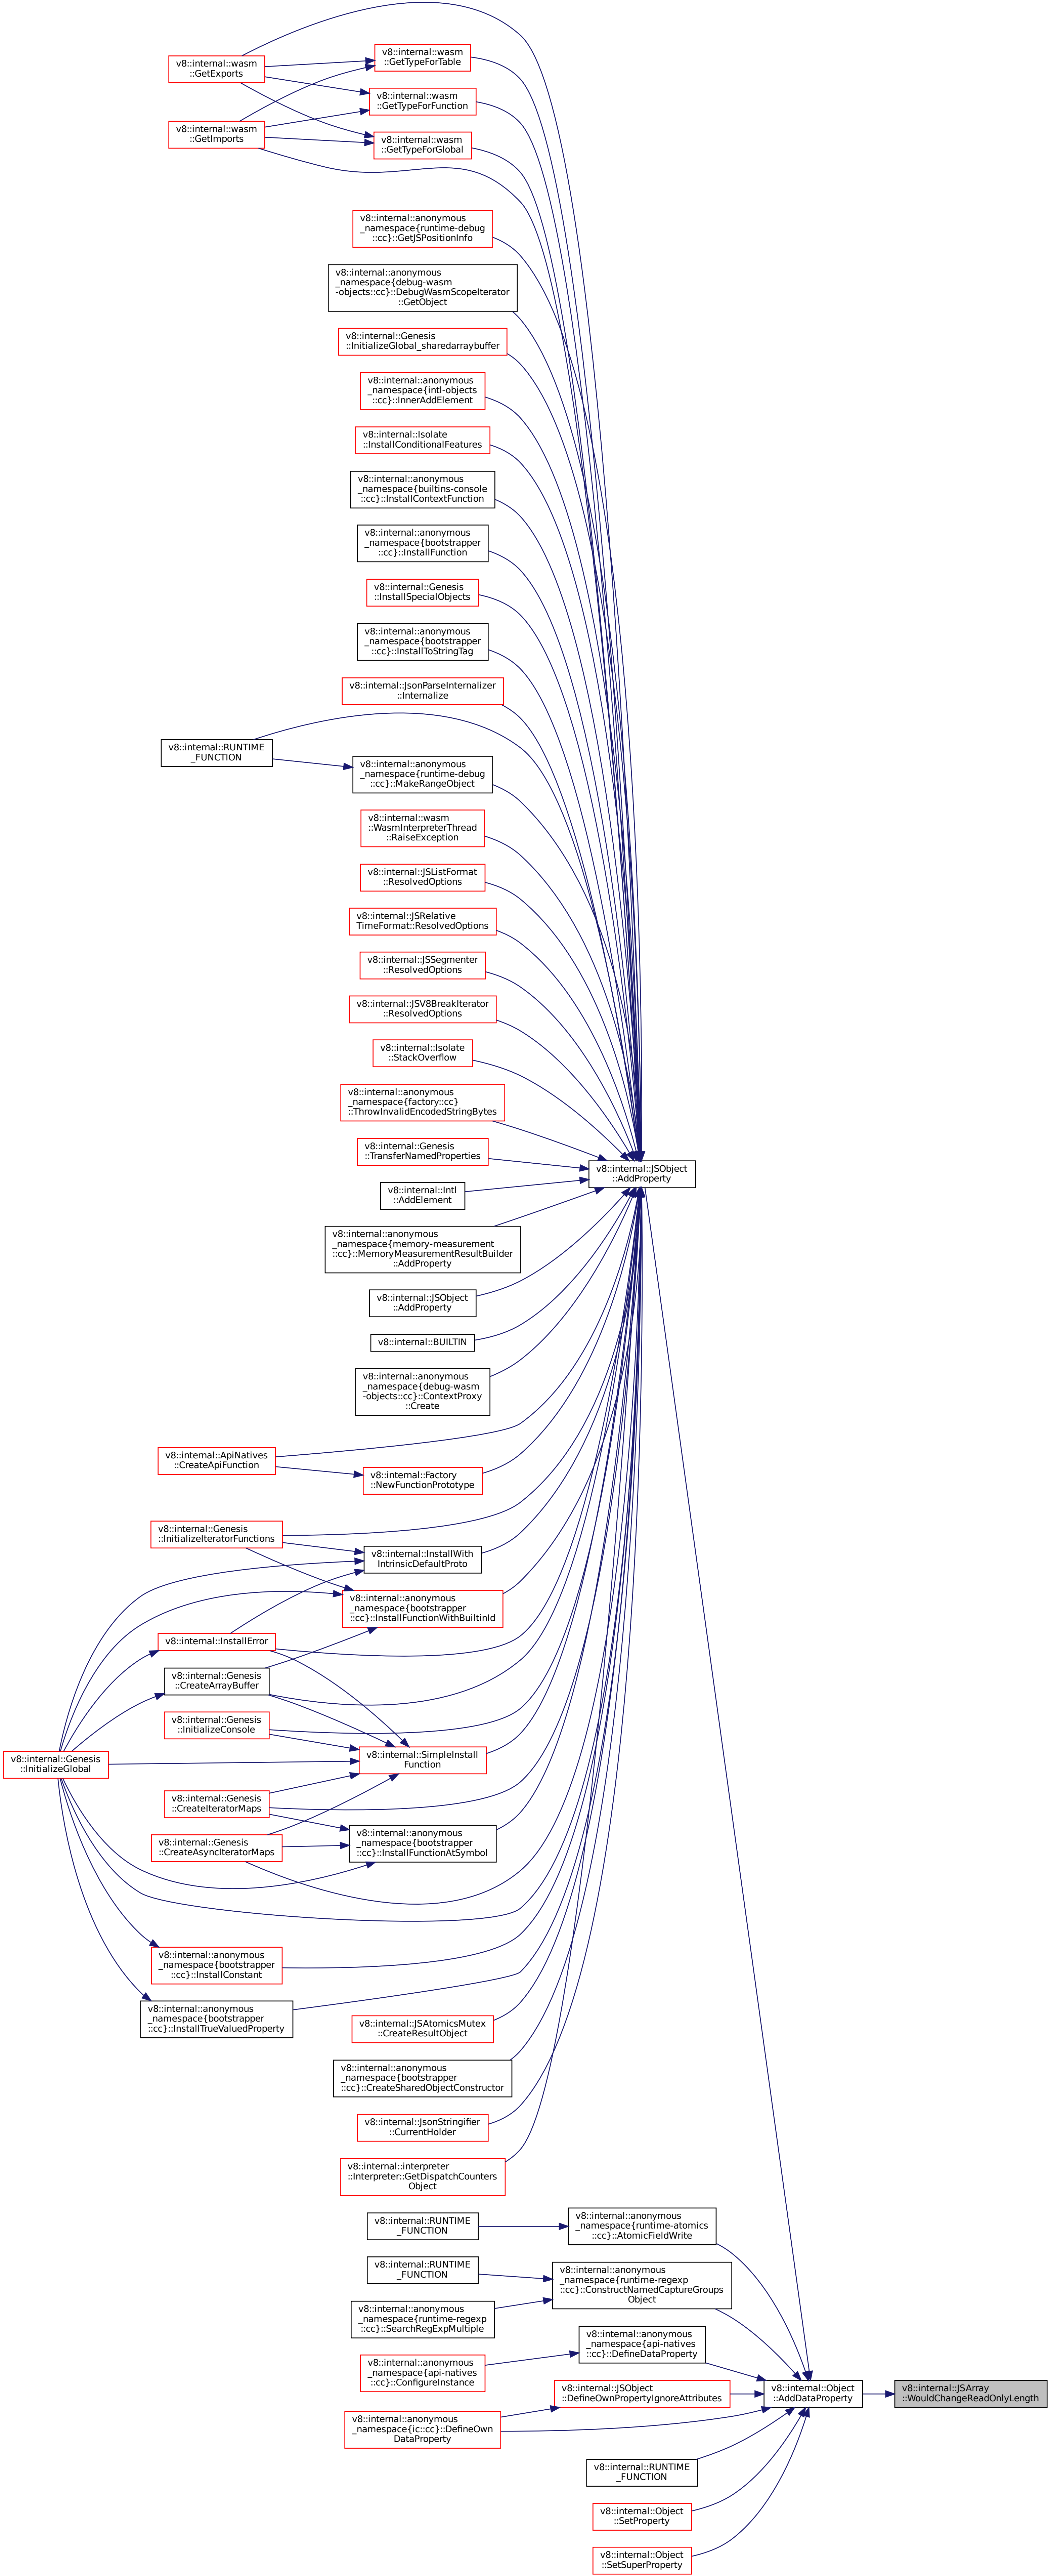 v8::internal::wasm
::GetExports
v8::internal::wasm
::GetImports
v8::internal::wasm
::GetTypeForTable
v8::internal::wasm
::GetTypeForFunction
v8::internal::wasm
::GetTypeForGlobal
v8::internal::anonymous
_namespace{runtime-debug
::cc}::GetJSPositionInfo
v8::internal::anonymous
_namespace{debug-wasm
-objects::cc}::DebugWasmScopeIterator
::GetObject
v8::internal::Genesis
::InitializeGlobal_sharedarraybuffer
v8::internal::anonymous
_namespace{intl-objects
::cc}::InnerAddElement
v8::internal::Isolate
::InstallConditionalFeatures
v8::internal::anonymous
_namespace{builtins-console
::cc}::InstallContextFunction
v8::internal::anonymous
_namespace{bootstrapper
::cc}::InstallFunction
v8::internal::Genesis
::InstallSpecialObjects
v8::internal::anonymous
_namespace{bootstrapper
::cc}::InstallToStringTag
v8::internal::JsonParseInternalizer
::Internalize
v8::internal::RUNTIME
_FUNCTION
v8::internal::anonymous
_namespace{runtime-debug
::cc}::MakeRangeObject
v8::internal::wasm
::WasmInterpreterThread
::RaiseException
v8::internal::JSListFormat
::ResolvedOptions
v8::internal::JSRelative
TimeFormat::ResolvedOptions
v8::internal::JSSegmenter
::ResolvedOptions
v8::internal::JSV8BreakIterator
::ResolvedOptions
v8::internal::Isolate
::StackOverflow
v8::internal::anonymous
_namespace{factory::cc}
::ThrowInvalidEncodedStringBytes
v8::internal::Genesis
::TransferNamedProperties
v8::internal::JSObject
::AddProperty
v8::internal::Intl
::AddElement
v8::internal::anonymous
_namespace{memory-measurement
::cc}::MemoryMeasurementResultBuilder
::AddProperty
v8::internal::JSObject
::AddProperty
v8::internal::BUILTIN
v8::internal::anonymous
_namespace{debug-wasm
-objects::cc}::ContextProxy
::Create
v8::internal::ApiNatives
::CreateApiFunction
v8::internal::Factory
::NewFunctionPrototype
v8::internal::Genesis
::InitializeIteratorFunctions
v8::internal::InstallWith
IntrinsicDefaultProto
v8::internal::anonymous
_namespace{bootstrapper
::cc}::InstallFunctionWithBuiltinId
v8::internal::InstallError
v8::internal::Genesis
::CreateArrayBuffer
v8::internal::Genesis
::InitializeConsole
v8::internal::Genesis
::InitializeGlobal
v8::internal::SimpleInstall
Function
v8::internal::Genesis
::CreateIteratorMaps
v8::internal::Genesis
::CreateAsyncIteratorMaps
v8::internal::anonymous
_namespace{bootstrapper
::cc}::InstallFunctionAtSymbol
v8::internal::anonymous
_namespace{bootstrapper
::cc}::InstallConstant
v8::internal::anonymous
_namespace{bootstrapper
::cc}::InstallTrueValuedProperty
v8::internal::JSAtomicsMutex
::CreateResultObject
v8::internal::anonymous
_namespace{bootstrapper
::cc}::CreateSharedObjectConstructor
v8::internal::JsonStringifier
::CurrentHolder
v8::internal::interpreter
::Interpreter::GetDispatchCounters
Object
v8::internal::RUNTIME
_FUNCTION
v8::internal::anonymous
_namespace{runtime-atomics
::cc}::AtomicFieldWrite
v8::internal::RUNTIME
_FUNCTION
v8::internal::anonymous
_namespace{runtime-regexp
::cc}::ConstructNamedCaptureGroups
Object
v8::internal::anonymous
_namespace{runtime-regexp
::cc}::SearchRegExpMultiple
v8::internal::anonymous
_namespace{api-natives
::cc}::DefineDataProperty
v8::internal::anonymous
_namespace{api-natives
::cc}::ConfigureInstance
v8::internal::JSObject
::DefineOwnPropertyIgnoreAttributes
v8::internal::Object
::AddDataProperty
v8::internal::JSArray
::WouldChangeReadOnlyLength
v8::internal::anonymous
_namespace{ic::cc}::DefineOwn
DataProperty
v8::internal::RUNTIME
_FUNCTION
v8::internal::Object
::SetProperty
v8::internal::Object
::SetSuperProperty